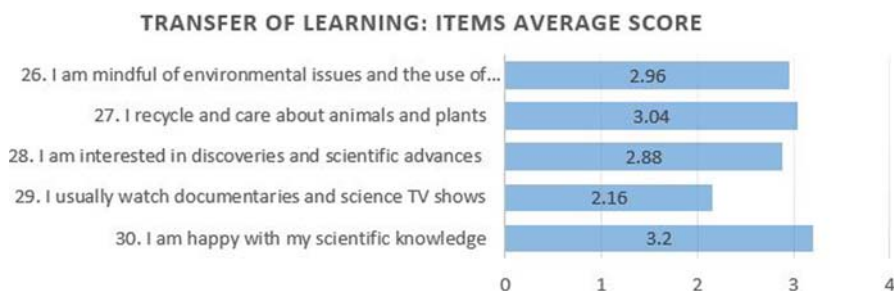 TRANSFER OF LEARNING: ITEMS AVERAGE SCORE
26. I am mindful of environmental issues and the use of... 2.96
27. I recycle and care about animals and plants 3.04
28. I am interested in discoveries and scientific advances 2.88
29. I usually watch documentaries and science TV shows 2.16
30. I am happy with my scientific knowledge 3.2
0 1 2 3 4